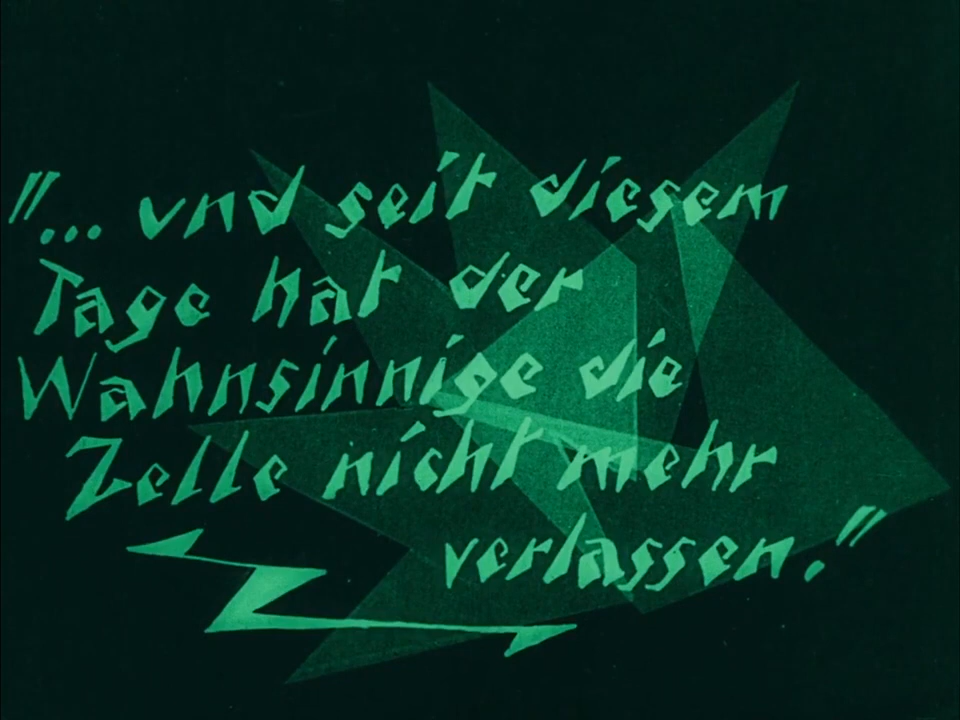 "... und seit diesem
Tage hat der
Wahnsinnige die
Zelle nicht mehr
verlassen."